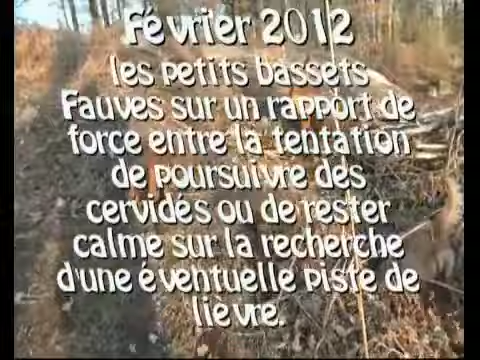 Février 2012
les petits bassets
Fauves sur un rapport de
force entre la tentation
de poursuivre des
cervidés ou de rester
calme sur la recherche
d'une éventuelle piste de
lièvre.